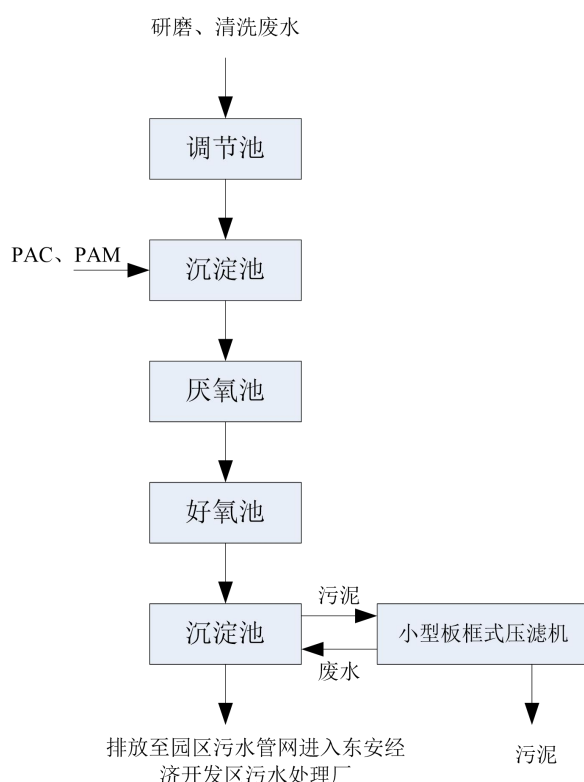 研磨、清洗废水
调节池
PAC、PAM
沉淀池
厌氧池
好氧池
沉淀池
污泥
小型板框式压滤机
废水
排放至园区污水管网进入东安经
济开发区污水处理厂
污泥